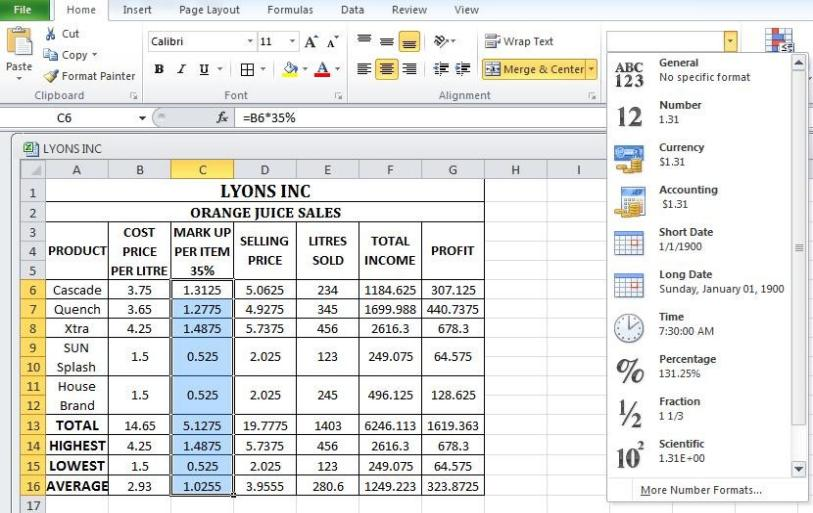 File Home Insert Page Layout Formulas Data Review View
Paste
Cut
Copy
Format Painter
Clipboard
Calibri 11 A A
B I U A
Font
Wrap Text
Merge & Center
Alignment
C6 fx =B6*35%
LYONS INC
A B C D E F G H I
1 LYONS INC
2 ORANGE JUICE SALES
3
4
5
PRODUCT
COST
PRICE
PER LITRE
MARK UP
PER ITEM
35%
SELLING
PRICE
LITRES
SOLD
TOTAL
INCOME
PROFIT
6 Cascade 3.75 1.3125 5.0625 234 1184.625 307.125
7 Quench 3.65 1.2775 4.9275 345 1699.988 440.7375
8 Xtra 4.25 1.4875 5.7375 456 2616.3 678.3
9
10
SUN
Splash
1.5 0.525 2.025 123 249.075 64.575
11
12
House
Brand
1.5 0.525 2.025 245 496.125 128.625
13 TOTAL 14.65 5.1275 19.7775 1403 6246.113 1619.363
14 HIGHEST 4.25 1.4875 5.7375 456 2616.3 678.3
15 LOWEST 1.5 0.525 2.025 123 249.075 64.575
16 AVERAGE 2.93 1.0255 3.9555 280.6 1249.223 323.8725
17
ABC
123
General
No specific format
12
Number
1.31
Currency
$1.31
Accounting
$1.31
Short Date
1/1/1900
Long Date
Sunday, January 01, 1900
Time
7:30:00 AM
%
Percentage
131.25%
½
Fraction
1 1/3
10²
Scientific
1.31E+00
More Number Formats...